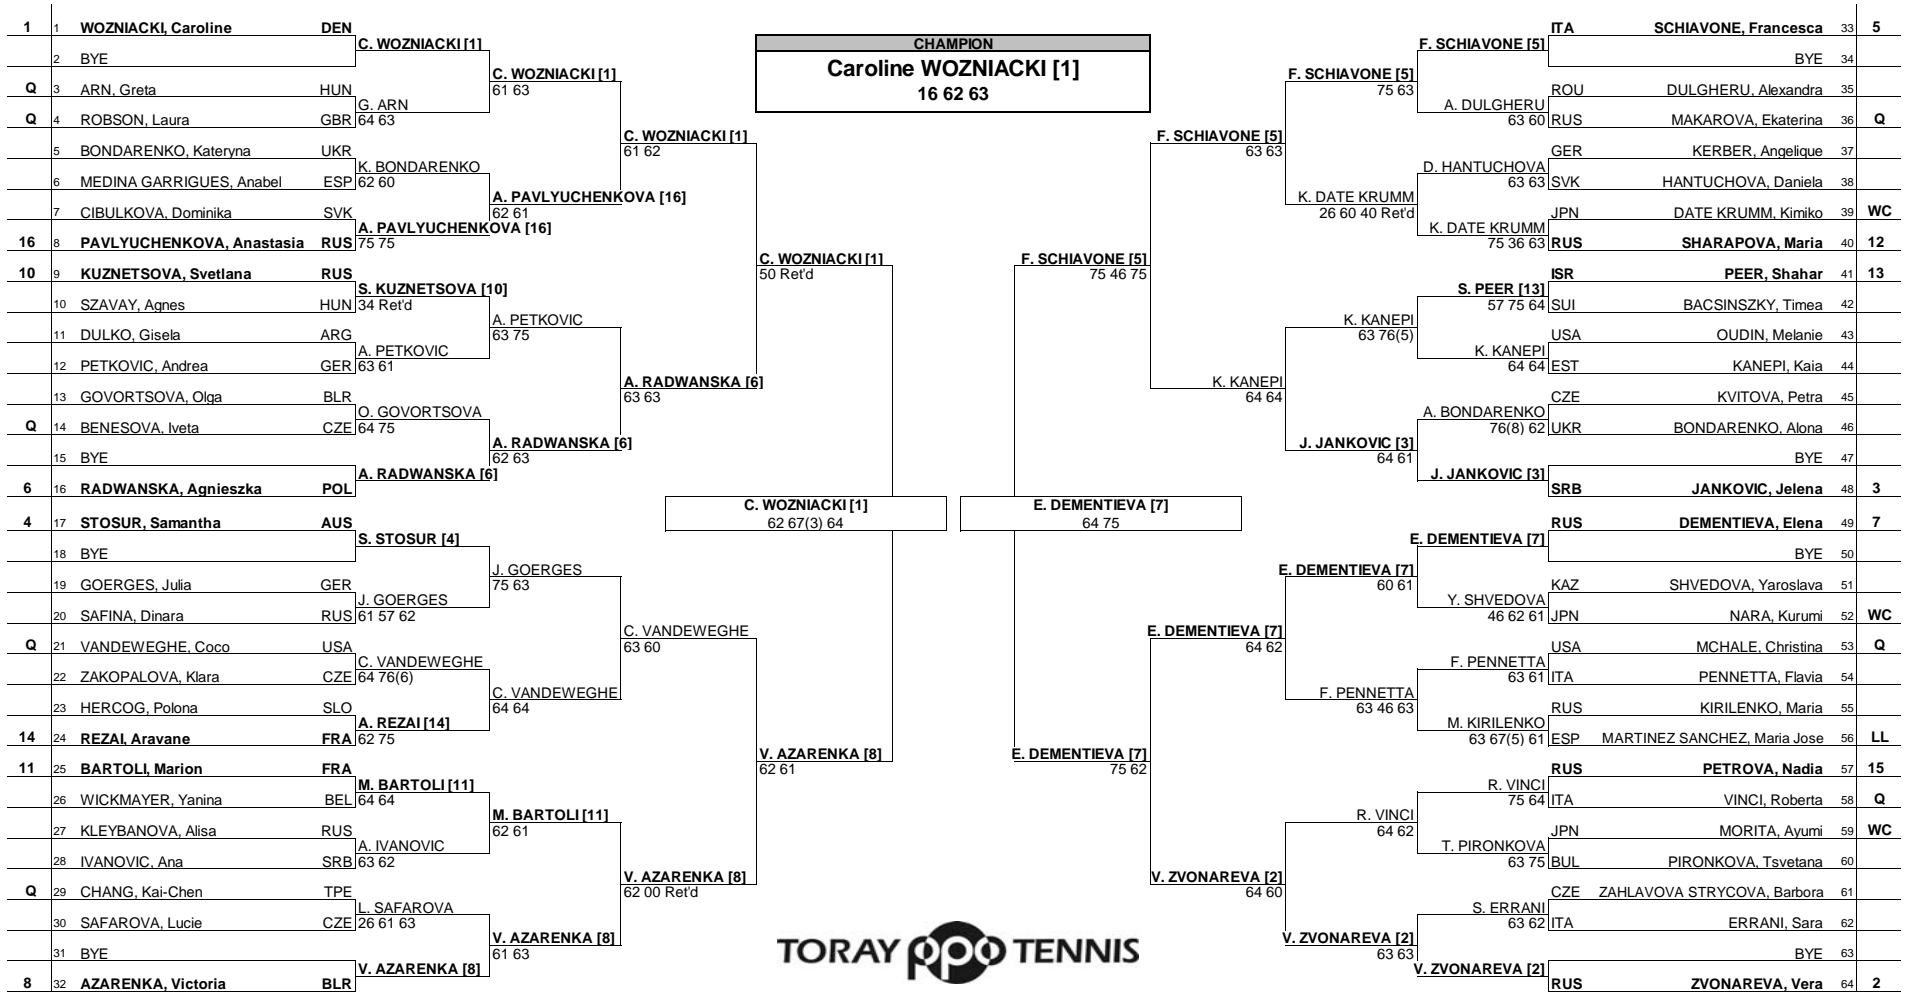 1 1 WOZNIACKI, Caroline DEN
2 BYE
Q 3 ARN, Greta HUN
Q 4 ROBSON, Laura GBR
5 BONDARENKO, Kateryna UKR
6 MEDINA GARRIGUES, Anabel ESP
7 CIBULKOVA, Dominika SVK
16 8 PAVLYUCHENKOVA, Anastasia RUS
10 9 KUZNETSOVA, Svetlana RUS
10 SZAVAY, Agnes HUN
11 DULKO, Gisela ARG
12 PETKOVIC, Andrea GER
13 GOVORTSOVA, Olga BLR
Q 14 BENESOVA, Iveta CZE
15 BYE
6 16 RADWANSKA, Agnieszka POL
4 17 STOSUR, Samantha AUS
18 BYE
19 GOERGES, Julia GER
20 SAFINA, Dinara RUS
Q 21 VANDEWEGHE, Coco USA
22 ZAKOPALOVA, Klara CZE
23 HERCOG, Polona SLO
14 24 REZAI, Aravane FRA
11 25 BARTOLI, Marion FRA
26 WICKMAYER, Yanina BEL
27 KLEYBANOVA, Alisa RUS
28 IVANOVIC, Ana SRB
Q 29 CHANG, Kai-Chen TPE
30 SAFAROVA, Lucie CZE
31 BYE
8 32 AZARENKA, Victoria BLR
C. WOZNIACKI [1]
G. ARN
64 63
K. BONDARENKO
62 60
A. PAVLYUCHENKOVA [16]
75 75
S. KUZNETSOVA [10]
34 Ret'd
A. PETKOVIC
63 61
O. GOVORTSOVA
64 75
A. RADWANSKA [6]
S. STOSUR [4]
J. GOERGES
61 57 62
C. VANDEWEGHE
64 76(6)
A. REZAI [14]
62 75
M. BARTOLI [11]
64 64
A. IVANOVIC
63 62
L. SAFAROVA
26 61 63
V. AZARENKA [8]
C. WOZNIACKI [1]
61 63
A. PAVLYUCHENKOVA [16]
62 61
A. PETKOVIC
63 75
A. RADWANSKA [6]
62 63
J. GOERGES
75 63
C. VANDEWEGHE
64 64
M. BARTOLI [11]
62 61
V. AZARENKA [8]
61 63
C. WOZNIACKI [1]
61 62
A. RADWANSKA [6]
63 63
C. VANDEWEGHE
63 60
V. AZARENKA [8]
62 00 Ret'd
C. WOZNIACKI [1]
50 Ret'd
V. AZARENKA [8]
62 61
C. WOZNIACKI [1]
62 67(3) 64
CHAMPION
Caroline WOZNIACKI [1]
16 62 63
E. DEMENTIEVA [7]
64 75
F. SCHIAVONE [5]
75 46 75
E. DEMENTIEVA [7]
75 62
F. SCHIAVONE [5]
63 63
K. KANEPI
64 64
E. DEMENTIEVA [7]
64 62
V. ZVONAREVA [2]
64 60
F. SCHIAVONE [5]
75 63
K. DATE KRUMM
26 60 40 Ret'd
K. KANEPI
63 76(5)
J. JANKOVIC [3]
64 61
E. DEMENTIEVA [7]
60 61
F. PENNETTA
63 46 63
R. VINCI
64 62
V. ZVONAREVA [2]
63 63
F. SCHIAVONE [5]
A. DULGHERU
63 60
D. HANTUCHOVA
63 63
K. DATE KRUMM
75 36 63
S. PEER [13]
57 75 64
K. KANEPI
64 64
A. BONDARENKO
76(8) 62
J. JANKOVIC [3]
E. DEMENTIEVA [7]
Y. SHVEDOVA
46 62 61
F. PENNETTA
63 61
M. KIRILENKO
63 67(5) 61
R. VINCI
75 64
T. PIRONKOVA
63 75
S. ERRANI
63 62
V. ZVONAREVA [2]
ITA SCHIAVONE, Francesca 33 5
BYE 34
ROU DULGHERU, Alexandra 35
RUS MAKAROVA, Ekaterina 36 Q
GER KERBER, Angelique 37
SVK HANTUCHOVA, Daniela 38
JPN DATE KRUMM, Kimiko 39 WC
RUS SHARAPOVA, Maria 40 12
ISR PEER, Shahar 41 13
SUI BACSINSZKY, Timea 42
USA OUDIN, Melanie 43
EST KANEPI, Kaia 44
CZE KVITOVA, Petra 45
UKR BONDARENKO, Alona 46
BYE 47
SRB JANKOVIC, Jelena 48 3
RUS DEMENTIEVA, Elena 49 7
BYE 50
KAZ SHVEDOVA, Yaroslava 51
JPN NARA, Kurumi 52 WC
USA MCHALE, Christina 53 Q
ITA PENNETTA, Flavia 54
RUS KIRILENKO, Maria 55
ESP MARTINEZ SANCHEZ, Maria Jose 56 LL
RUS PETROVA, Nadia 57 15
ITA VINCI, Roberta 58 Q
JPN MORITA, Ayumi 59 WC
BUL PIRONKOVA, Tsvetana 60
CZE ZAHLAVOVA STRYCOVA, Barbora 61
ITA ERRANI, Sara 62
BYE 63
RUS ZVONAREVA, Vera 64 2
TORAY ppo TENNIS